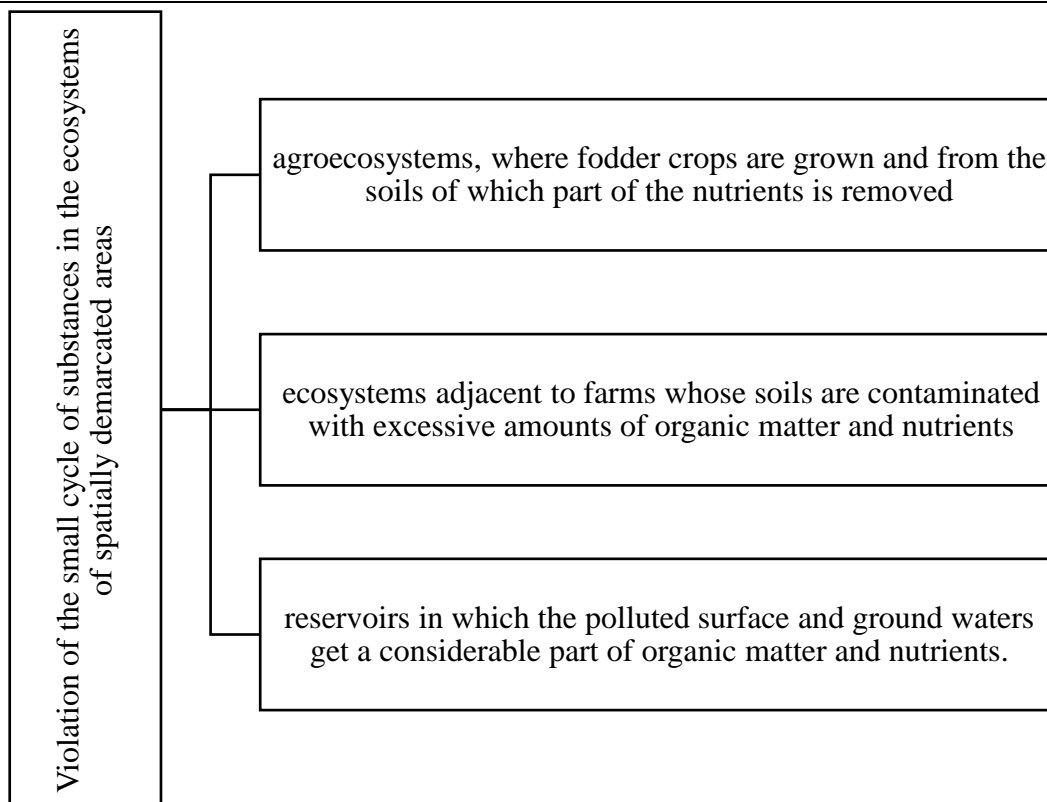 Violation of the small cycle of substances in the ecosystems
of spatially demarcated areas
agroecosystems, where fodder crops are grown and from the
soils of which part of the nutrients is removed
ecosystems adjacent to farms whose soils are contaminated
with excessive amounts of organic matter and nutrients
reservoirs in which the polluted surface and ground waters
get a considerable part of organic matter and nutrients.